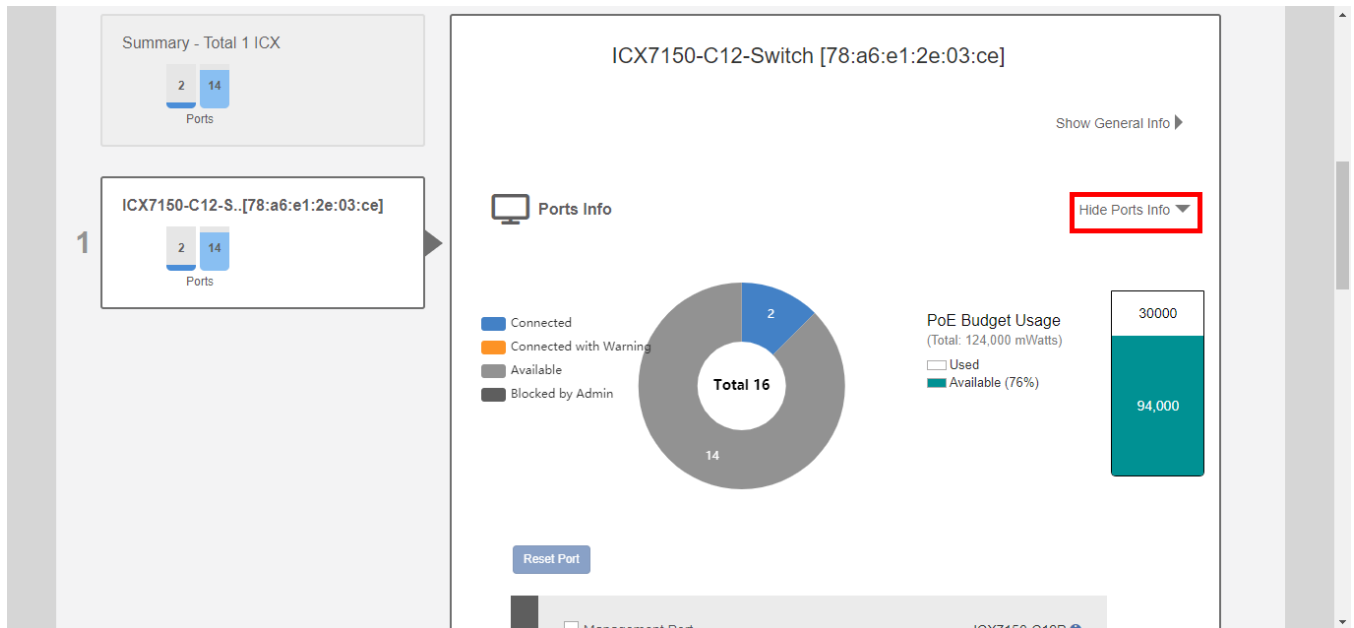 Summary - Total 1 ICX
2 14
Ports
1
ICX7150-C12-S..[78:a6:e1:2e:03:ce]
2 14
Ports
ICX7150-C12-Switch [78:a6:e1:2e:03:ce]
Show General Info
Ports Info
Hide Ports Info
Connected
Connected with Warning
Available
Blocked by Admin
2
Total 16
14
PoE Budget Usage
(Total: 124,000 mWatts)
Used
Available (76%)
30000
94,000
Reset Port
Management Port